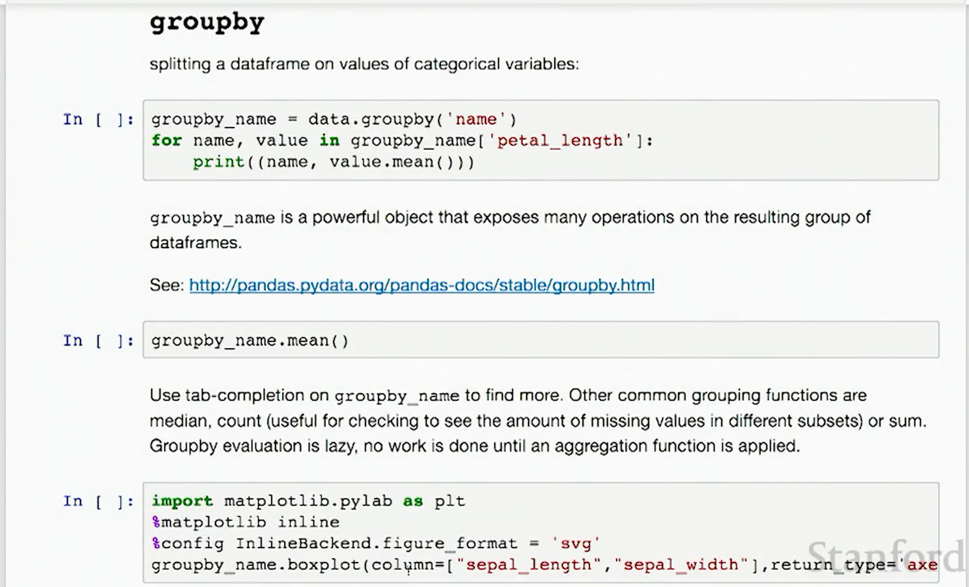 groupby
splitting a dataframe on values of categorical variables:
In [ ]: groupby_name = data.groupby('name')
for name, value in groupby_name['petal_length']:
    print((name, value.mean()))
groupby_name is a powerful object that exposes many operations on the resulting group of
dataframes.
See: http://pandas.pydata.org/pandas-docs/stable/groupby.html
In [ ]: groupby_name.mean()
Use tab-completion on groupby_name to find more. Other common grouping functions are
median, count (useful for checking to see the amount of missing values in different subsets) or sum.
Groupby evaluation is lazy, no work is done until an aggregation function is applied.
In [ ]: import matplotlib.pylab as plt
%matplotlib inline
%config InlineBackend.figure_format = 'svg'
groupby_name.boxplot(column=["sepal_length","sepal_width"],return_type='axe
Stanford